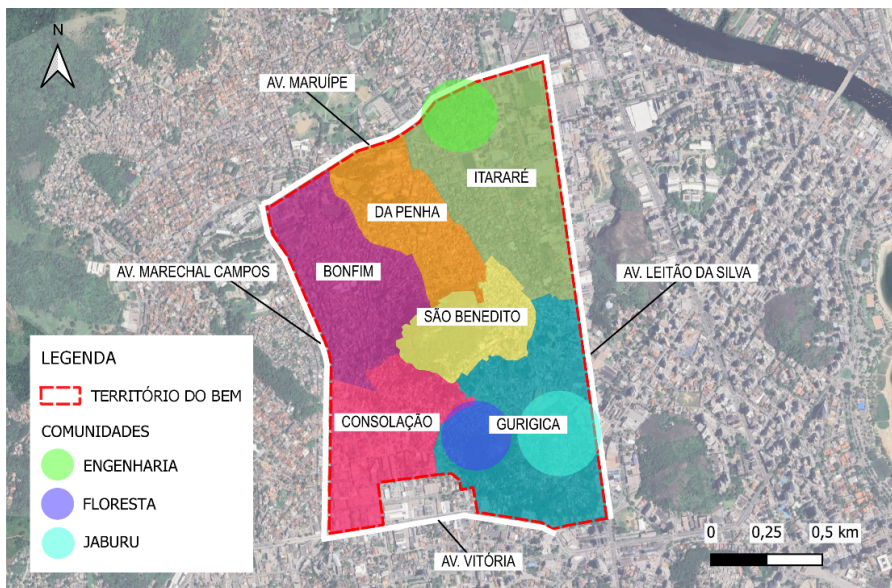 N
AV. MARUÍPE
ITARARÉ
DA PENHA
AV. MARECHAL CAMPOS
BONFIM
AV. LEITÃO DA SILVA
SÃO BENEDITO
CONSOLAÇÃO
GURIGICA
AV. VITÓRIA
LEGENDA
TERRITÓRIO DO BEM
COMUNIDADES
ENGENHARIA
FLORESTA
JABURU
0 0,25 0,5 km